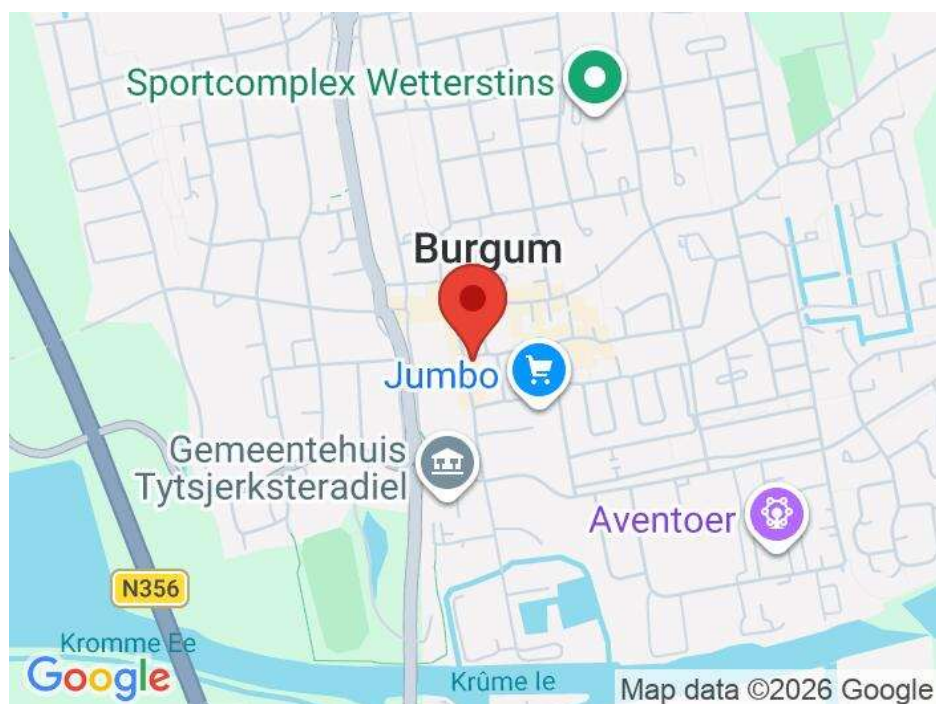 Sportcomplex Wetterstins
Burgum
Jumbo
Gemeentehuis
Tytsjerksteradiel
Aventoer
N356
Kromme Ee
Google
Krûme Ie
Map data ©2026 Google